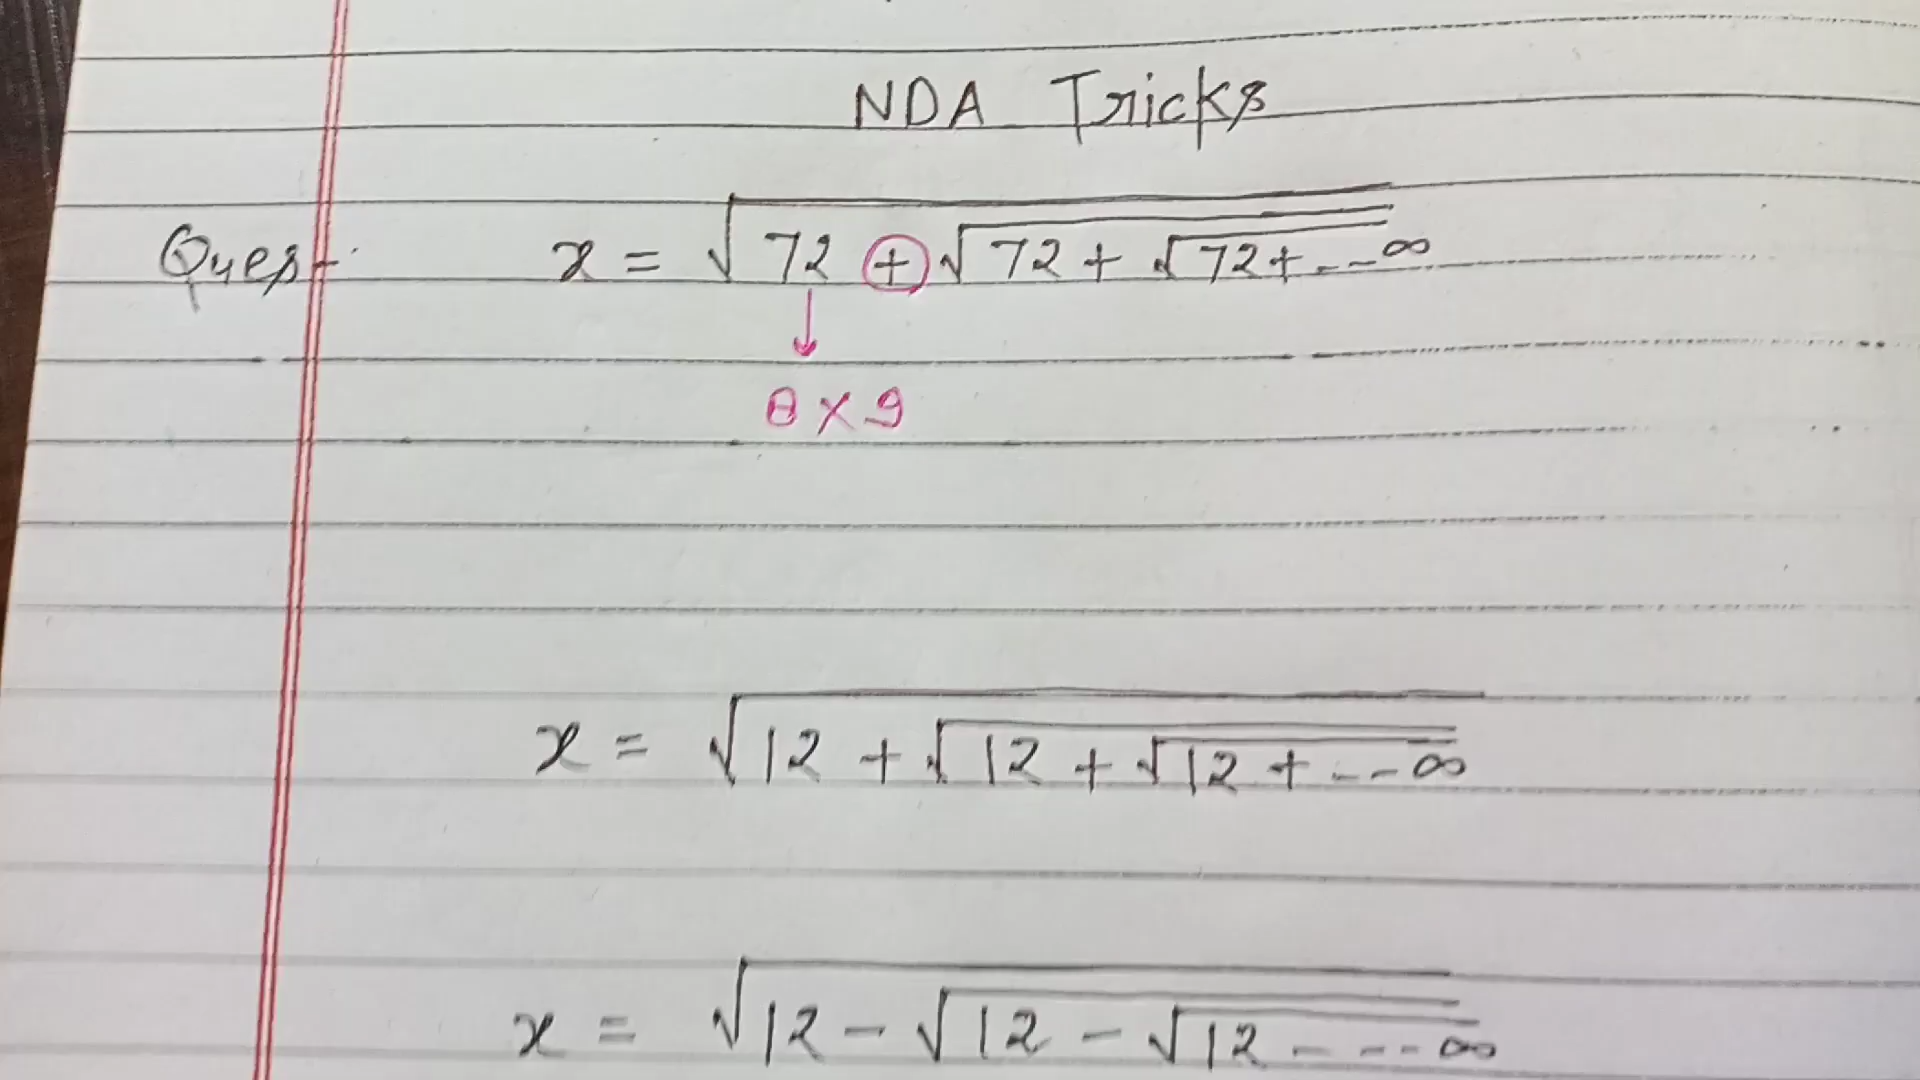 NDA Tricks
Ques:- x = √72 + √72 + √72 + --- ∞
↓
8 × 9
x = √12 + √12 + √12 + --- ∞
x = √12 - √12 - √12 - --- ∞